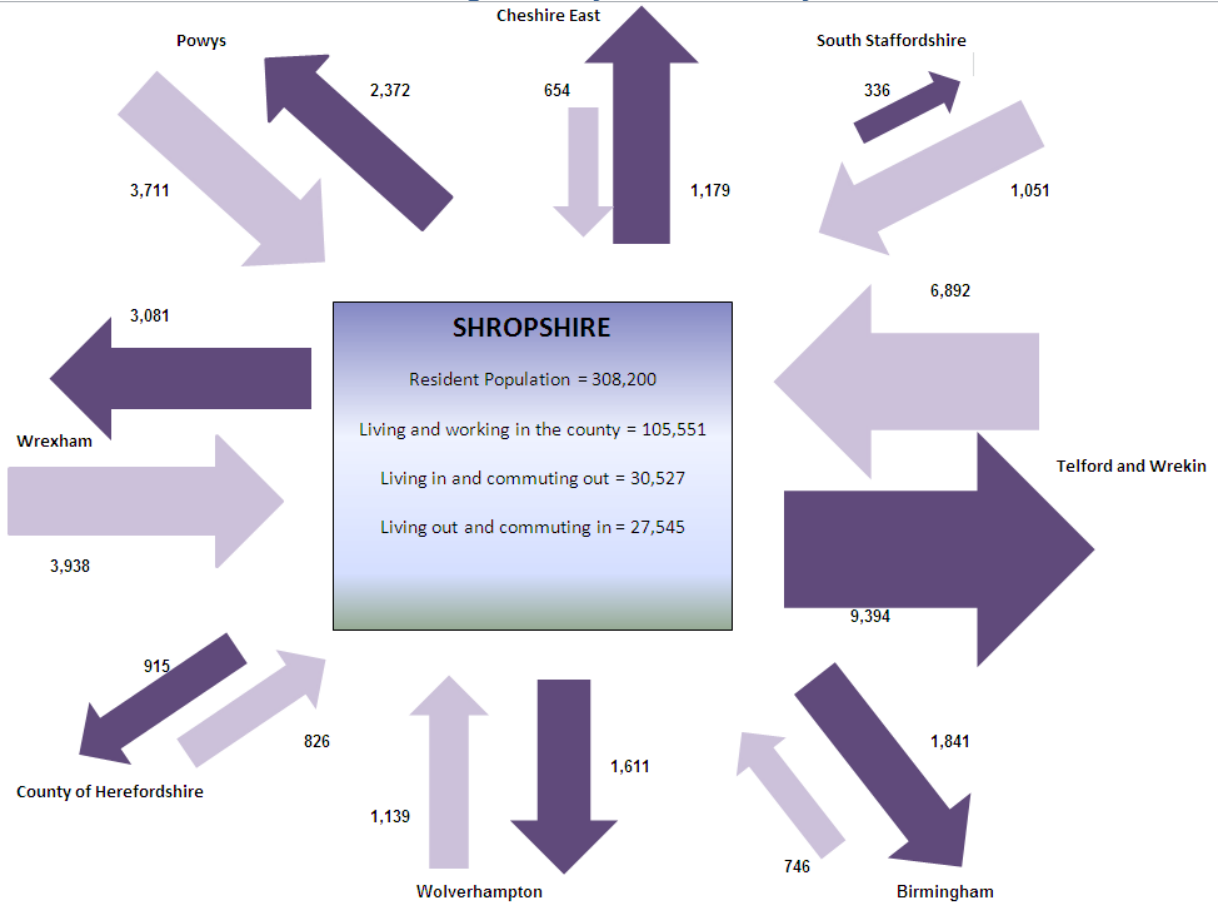 Cheshire East
Powys
South Staffordshire
2,372
654
336
3,711
1,179
1,051
6,892
3,081
SHROPSHIRE
Resident Population = 308,200
Living and working in the county = 105,551
Living in and commuting out = 30,527
Living out and commuting in = 27,545
Wrexham
Telford and Wrekin
3,938
9,394
915
826
1,841
1,611
1,139
746
County of Herefordshire
Wolverhampton
Birmingham